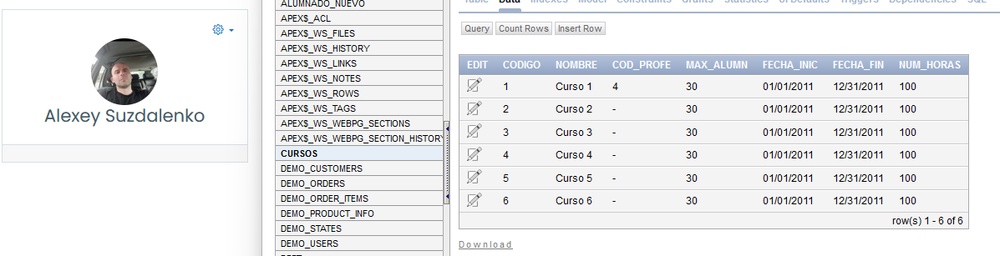 Alexey Suzdalenko
ALUMNADO_NUEVO
APEX$_ACL
APEX$_WS_FILES
APEX$_WS_HISTORY
APEX$_WS_LINKS
APEX$_WS_NOTES
APEX$_WS_ROWS
APEX$_WS_TAGS
APEX$_WS_WEBPG_SECTIONS
APEX$_WS_WEBPG_SECTION_HISTORY
CURSOS
DEMO_CUSTOMERS
DEMO_ORDERS
DEMO_ORDER_ITEMS
DEMO_PRODUCT_INFO
DEMO_STATES
DEMO_USERS
Table Data Indexes Model Constraints Grants Statistics UI Defaults Triggers Dependencies SQL
Query Count Rows Insert Row
EDIT CODIGO NOMBRE COD_PROFE MAX_ALUMN FECHA_INIC FECHA_FIN NUM_HORAS
1 Curso 1 4 30 01/01/2011 12/31/2011 100
2 Curso 2 - 30 01/01/2011 12/31/2011 100
3 Curso 3 - 30 01/01/2011 12/31/2011 100
4 Curso 4 - 30 01/01/2011 12/31/2011 100
5 Curso 5 - 30 01/01/2011 12/31/2011 100
6 Curso 6 - 30 01/01/2011 12/31/2011 100
row(s) 1 - 6 of 6
Download